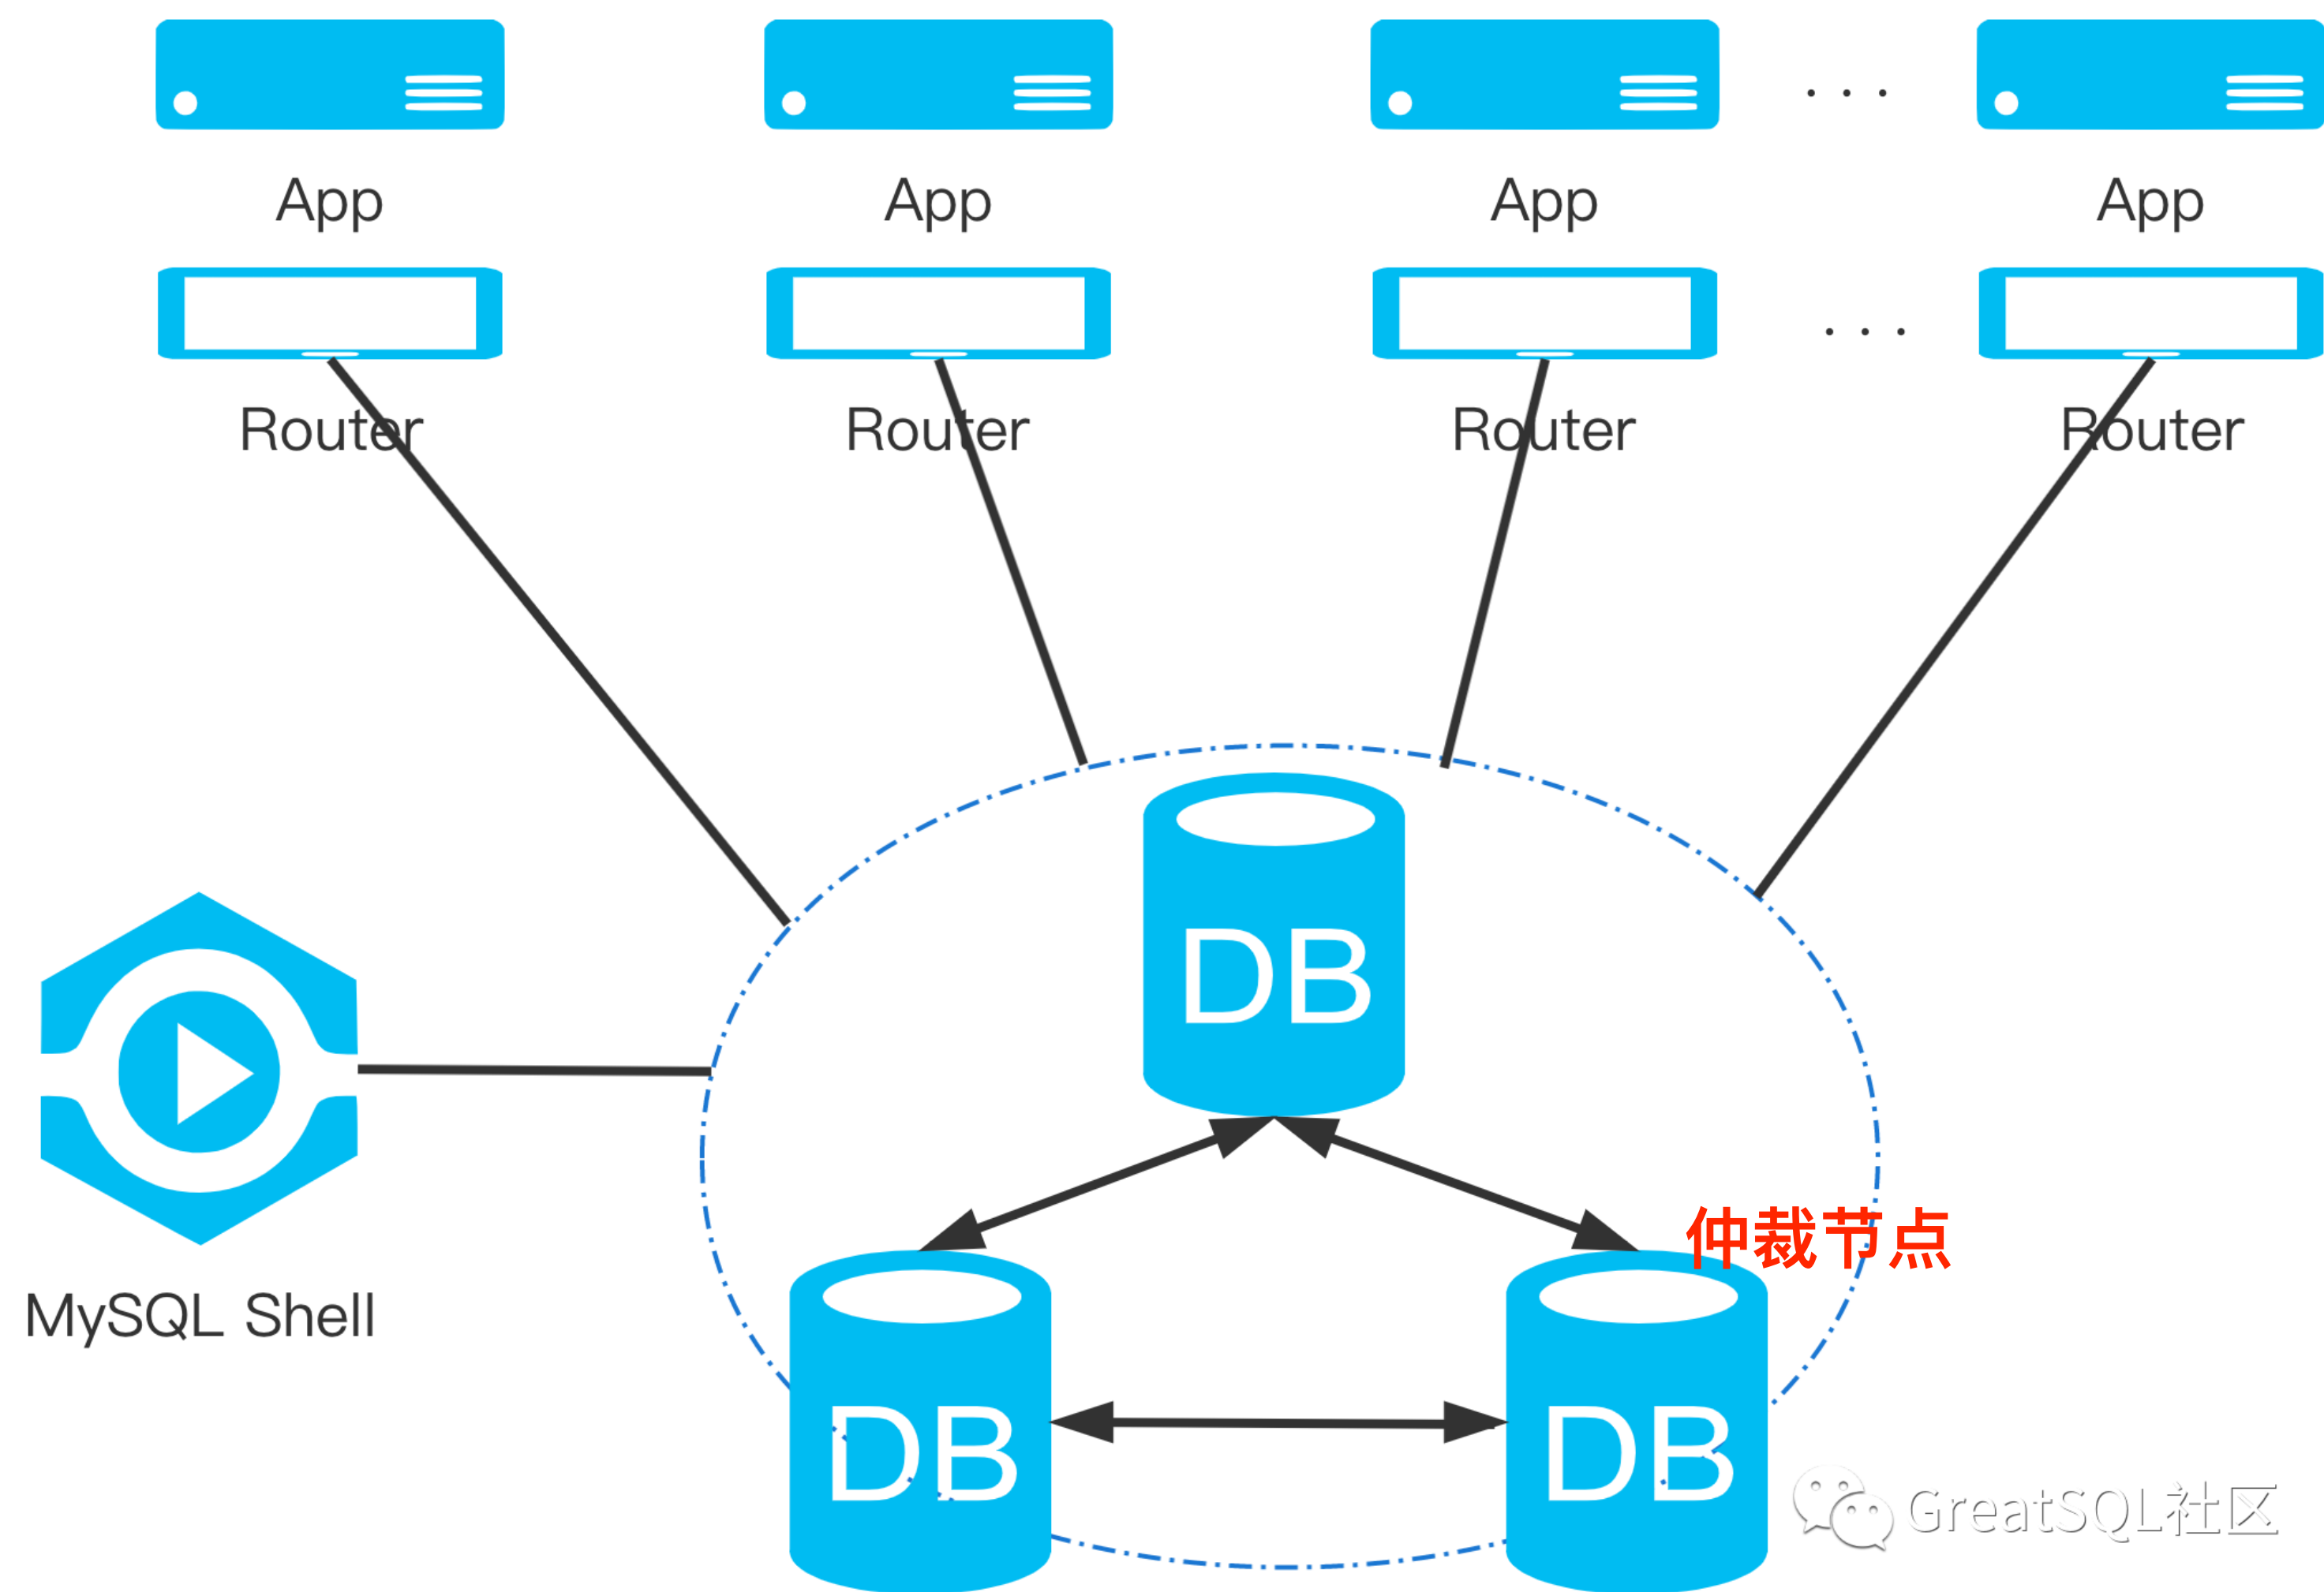 App App App ... App
Router Router Router ... Router
DB
MySQL Shell
仲裁节点
DB DB
GreatSQL社区